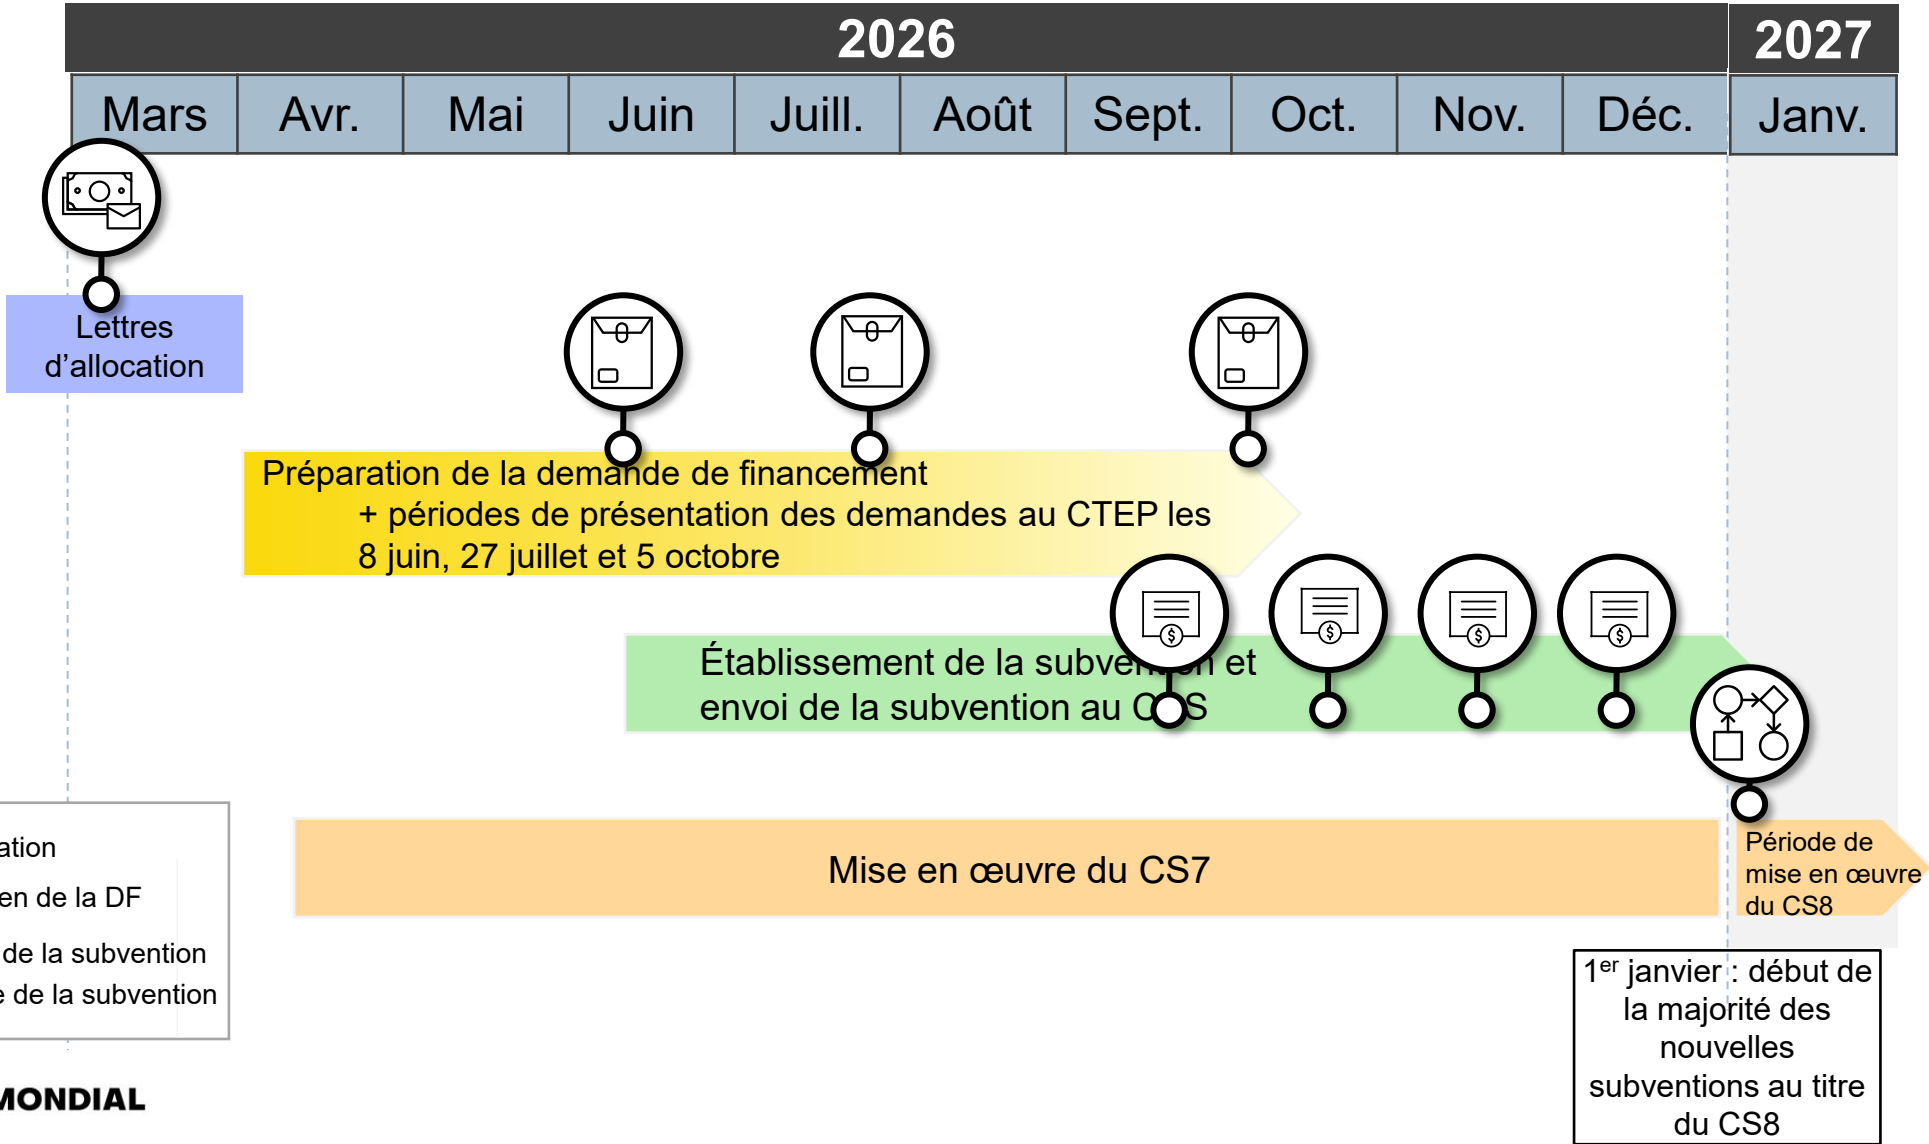 2026
2027
Mars Avr. Mai Juin Juill. Août Sept. Oct. Nov. Déc. Janv.
Lettres
d’allocation
Préparation de la demande de financement
+ périodes de présentation des demandes au CTEP les
8 juin, 27 juillet et 5 octobre
Établissement de la subvention et
envoi de la subvention au
Mise en œuvre du CS7
Période de
mise en œuvre
du CS8
de la DF
de la subvention
de la subvention
1er janvier : début de
la majorité des
nouvelles
subventions au titre
du CS8
MONDIAL